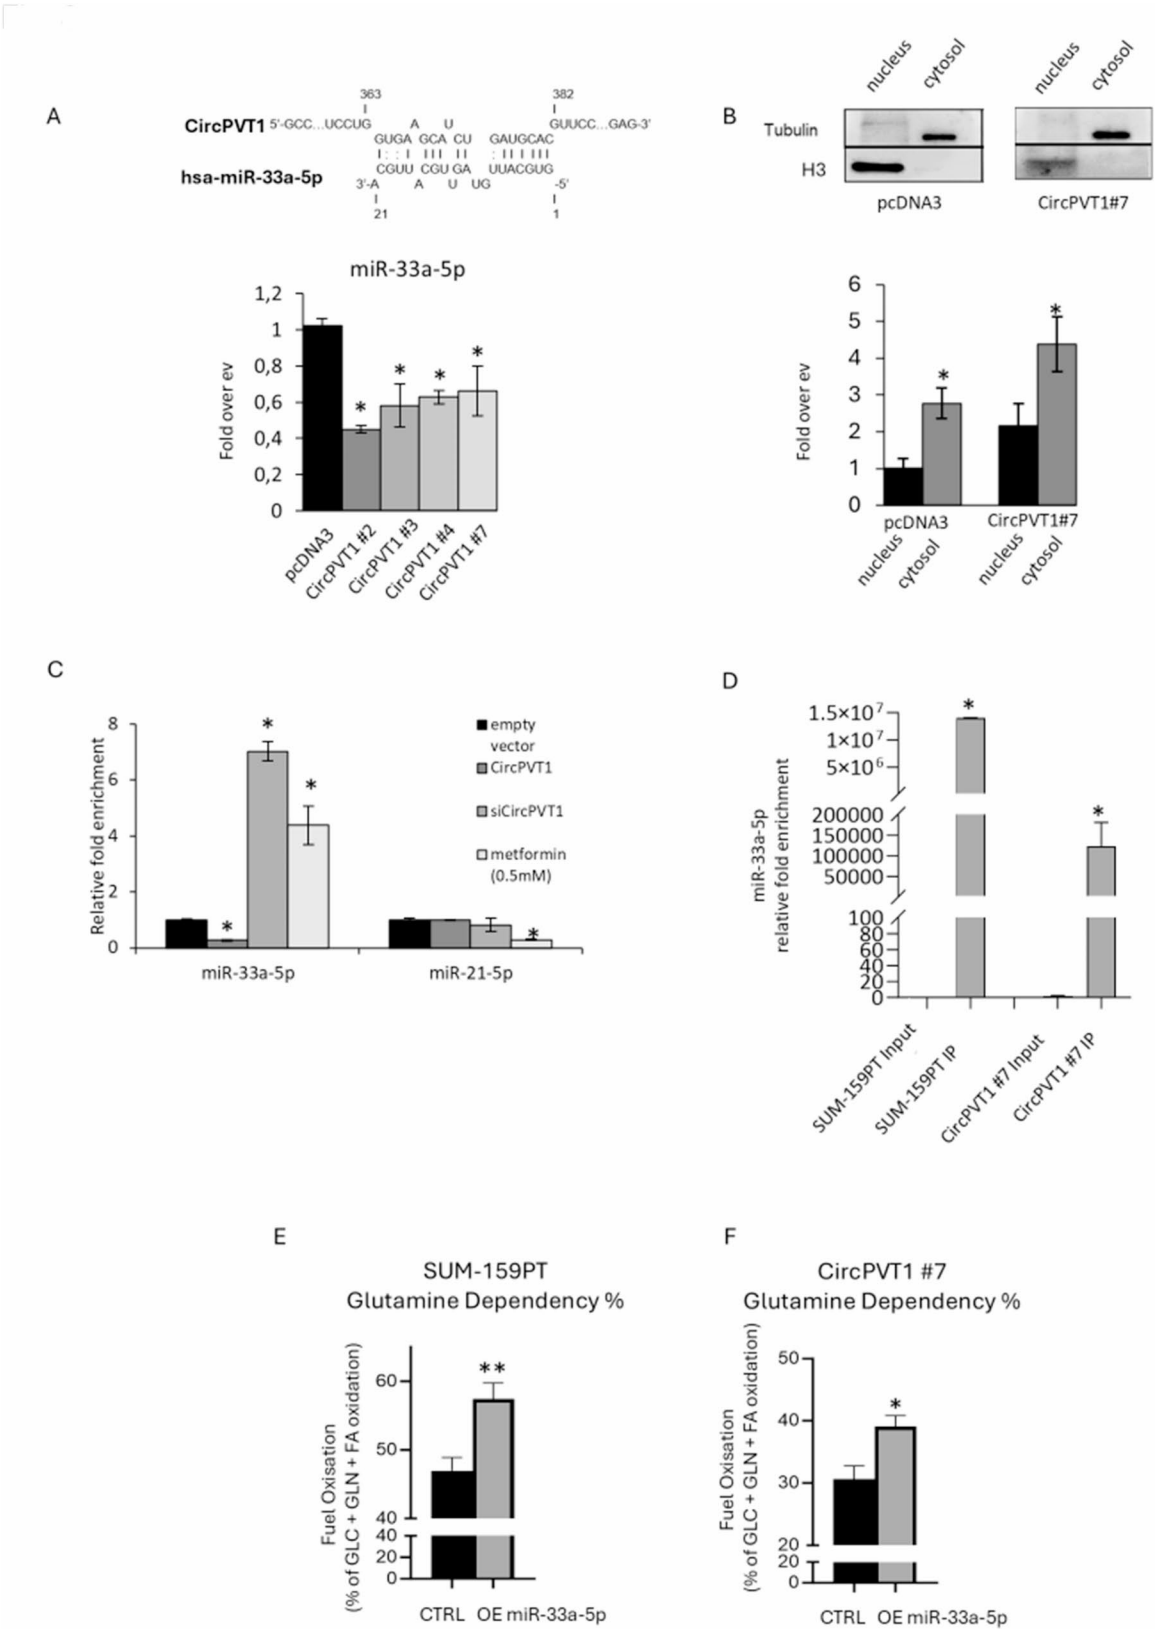 A
363
382
CircPVT1 5'-GCC...UCCUG
A
U
GUUCC...GAG-3'
GUGA GCA CU GAUGCAC
CGUU CGU GA UUACGUG
hsa-miR-33a-5p
3'-A
A
U
UG
-5'
21
1
miR-33a-5p
Fold over ev
1,2
1
0,8
0,6
0,4
0,2
0
*
*
*
*
pcDNA3
CircPVT1 #2
CircPVT1 #3
CircPVT1 #4
CircPVT1 #7
B
nucleus
cytosol
nucleus
cytosol
Tubulin
H3
pcDNA3
CircPVT1#7
Fold over ev
6
5
4
3
2
1
0
*
*
pcDNA3
CircPVT1#7
nucleus
cytosol
nucleus
cytosol
C
Relative fold enrichment
8
6
4
2
0
*
*
*
*
miR-33a-5p
miR-21-5p
empty
vector
CircPVT1
siCircPVT1
metformin
(0.5mM)
D
miR-33a-5p
relative fold enrichment
1.5×10⁷
1×10⁷
5×10⁶
200000
150000
100000
50000
100
80
60
40
20
0
*
*
SUM-159PT Input
SUM-159PT IP
CircPVT1 #7 Input
CircPVT1 #7 IP
E
SUM-159PT
Glutamine Dependency %
Fuel Oxisation
(% of GLC + GLN + FA oxidation)
60
50
40
40
20
0
**
CTRL
OE miR-33a-5p
F
CircPVT1 #7
Glutamine Dependency %
Fuel Oxisation
(% of GLC + GLN + FA oxidation)
50
40
30
20
20
0
*
CTRL
OE miR-33a-5p